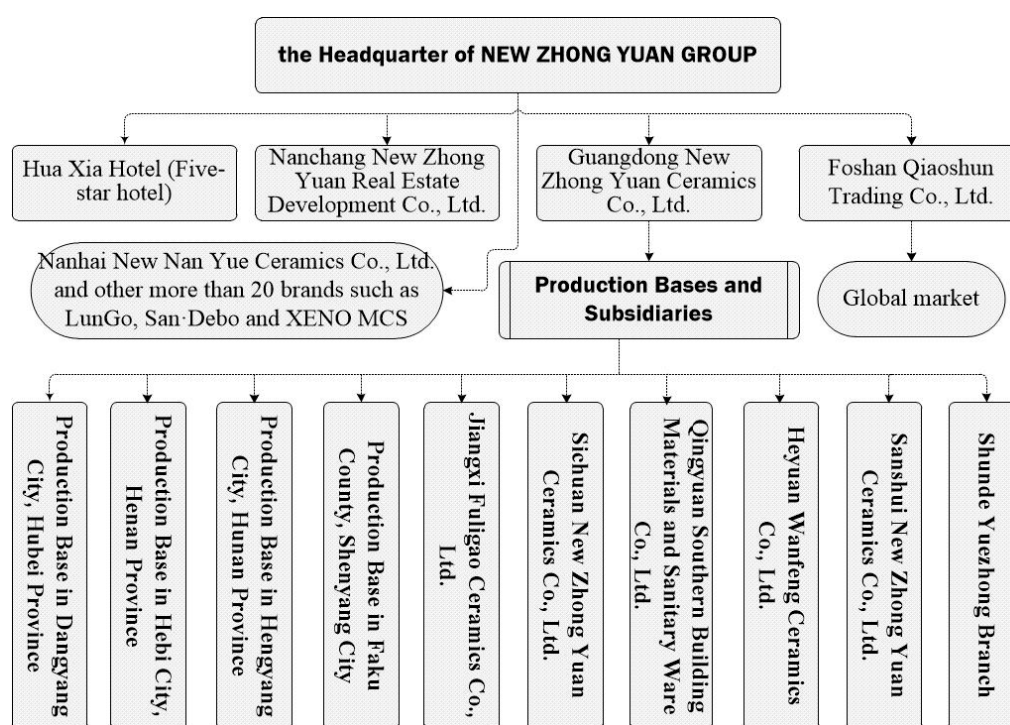 the Headquarter of NEW ZHONG YUAN GROUP
Hua Xia Hotel (Five-
star hotel)
Nanchang New Zhong
Yuan Real Estate
Development Co., Ltd.
Guangdong New
Zhong Yuan Ceramics
Co., Ltd.
Foshan Qiaoshun
Trading Co., Ltd.
Nanhai New Nan Yue Ceramics Co., Ltd.
and other more than 20 brands such as
LunGo, San·Debo and XENO MCS
Production Bases and
Subsidiaries
Global market
Production Base in Dangyang
City, Hubei Province
Production Base in Hebi City,
Henan Province
Production Base in Hengyang
City, Hunan Province
Production Base in Faku
County, Shenyang City
Jiangxi Fuligao Ceramics Co.,
Ltd.
Sichuan New Zhong Yuan
Ceramics Co., Ltd.
Qingyuan Southern Building
Materials and Sanitary Ware
Co., Ltd.
Heyuan Wanfeng Ceramics
Co., Ltd.
Sanshui New Zhong Yuan
Ceramics Co., Ltd.
Shunde Yuezhong Branch